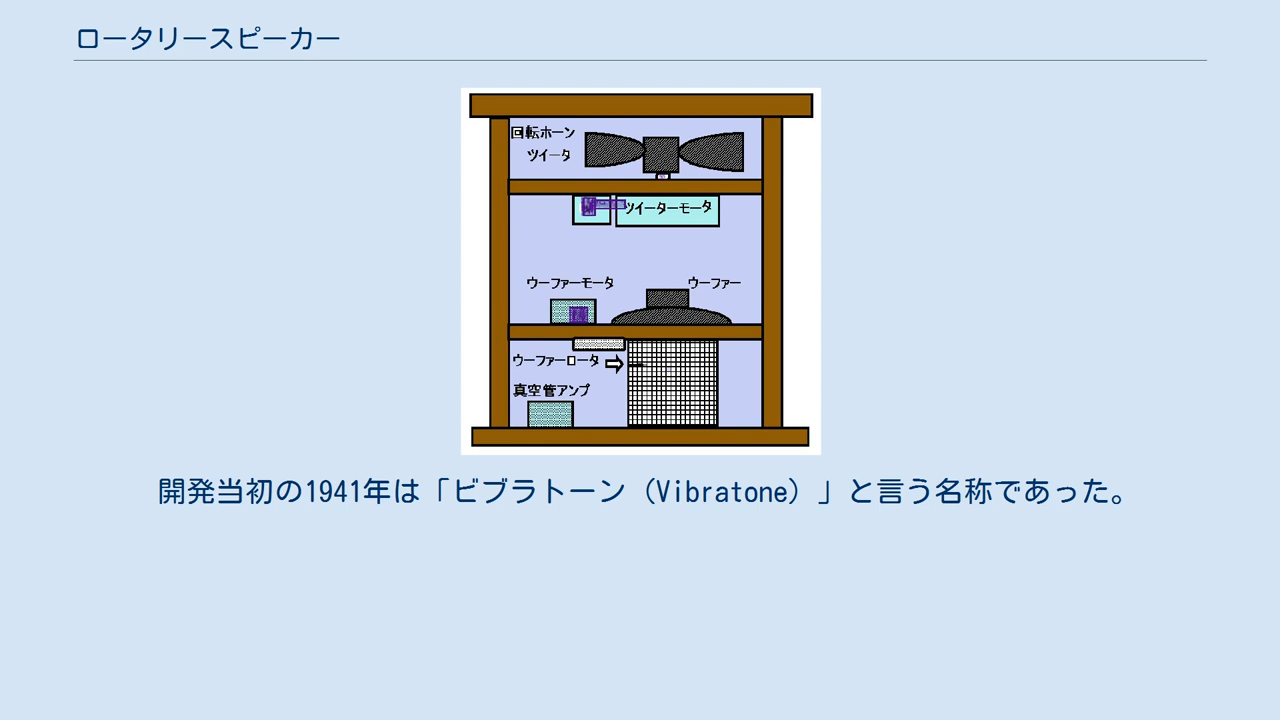 ロータリースピーカー
回転ホーン
ツイータ
ツイーターモータ
ウーファーモータ
ウーファー
ウーファーロータ
真空管アンプ
開発当初の1941年は「ビブラトーン（Vibratone）」と言う名称であった。